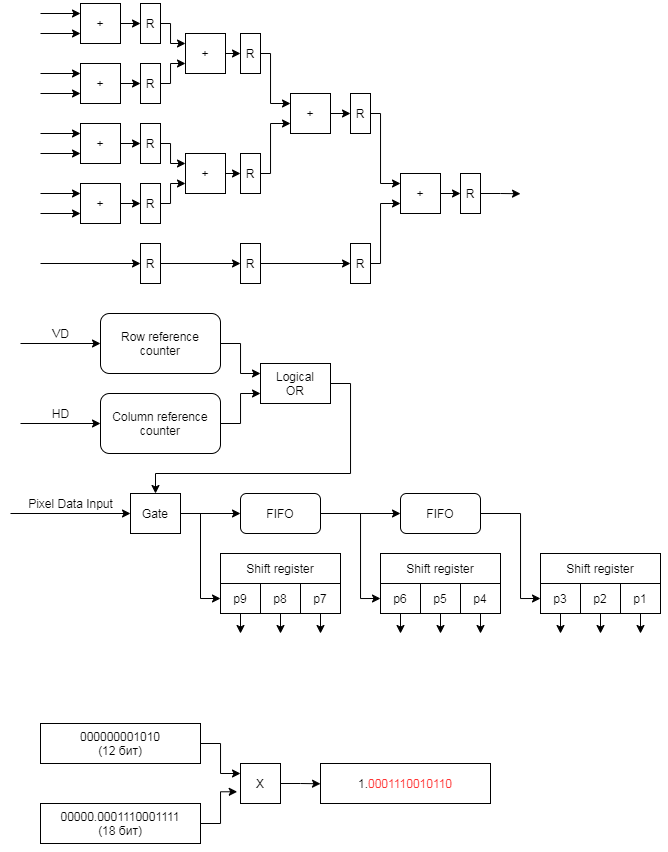 +
R
+
R
+
R
+
R
+
R
+
R
+
R
+
R
+
R
R
R
R
VD
Row reference
counter
Logical
OR
HD
Column reference
counter
Pixel Data Input
Gate
FIFO
FIFO
Shift register
p9 p8 p7
Shift register
p6 p5 p4
Shift register
p3 p2 p1
000000001010
(12 бит)
X
1.0001110010110
00000.0001110001111
(18 бит)